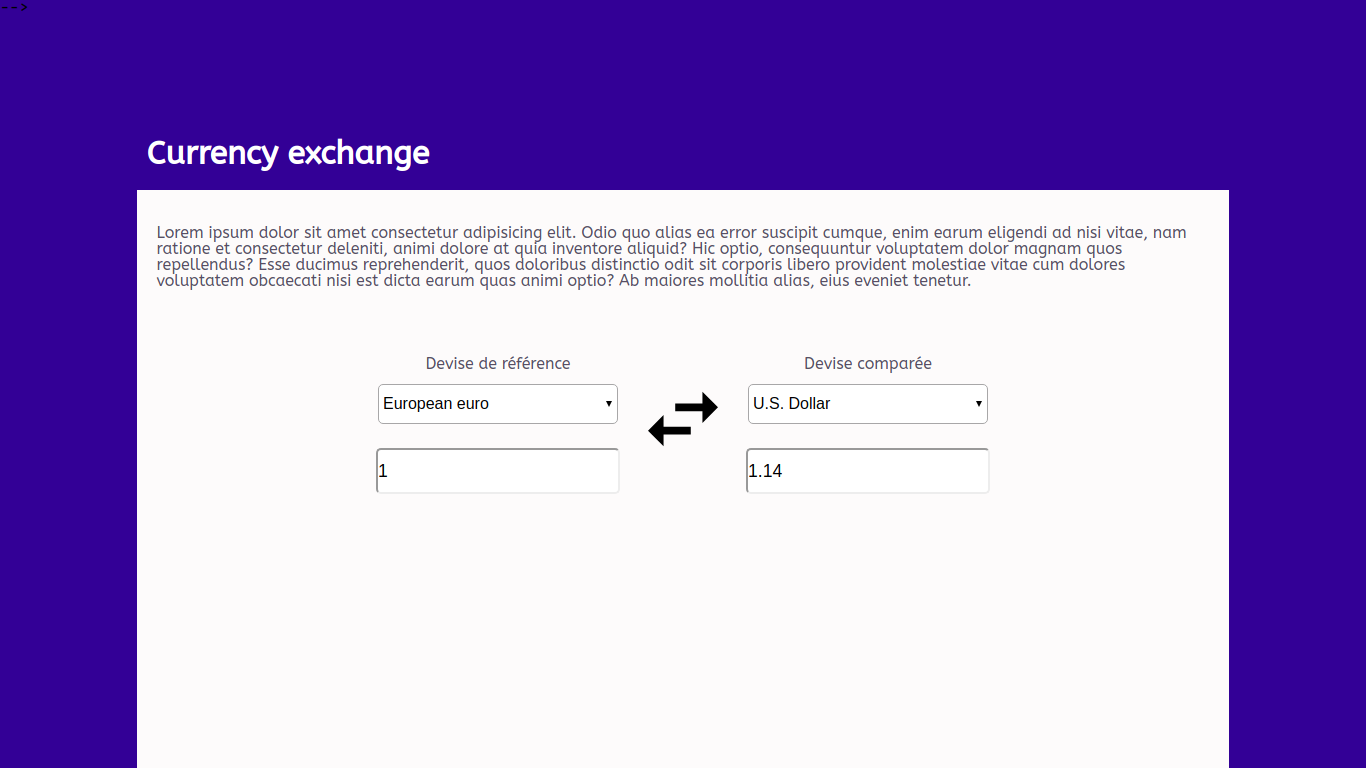 -->
Currency exchange
Lorem ipsum dolor sit amet consectetur adipisicing elit. Odio quo alias ea error suscipit cumque, enim earum eligendi ad nisi vitae, nam
ratione et consectetur deleniti, animi dolore at quia inventore aliquid? Hic optio, consequuntur voluptatem dolor magnam quos
repellendus? Esse ducimus reprehenderit, quos doloribus distinctio odit sit corporis libero provident molestiae vitae cum dolores
voluptatem obcaecati nisi est dicta earum quas animi optio? Ab maiores mollitia alias, eius eveniet tenetur.
Devise de référence
European euro
1
Devise comparée
U.S. Dollar
1.14